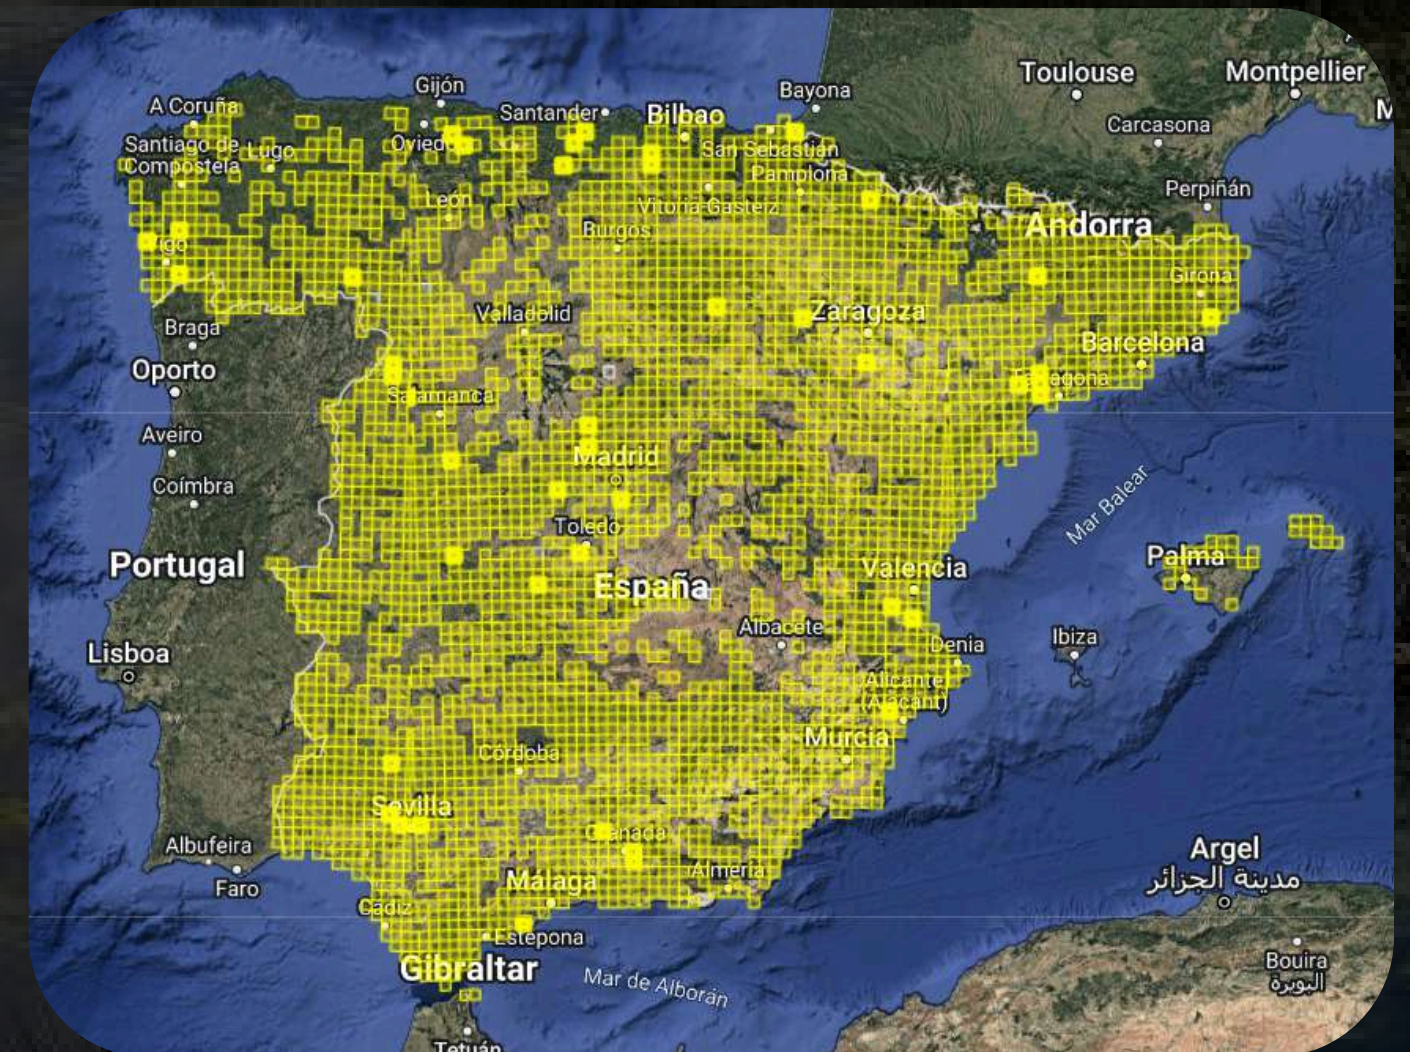 Toulouse
Montpellier
Gijón
Bayona
A Coruña
Santander
Bilbao
Carcasona
Santiago de
Compostela
Lugo
Oviedo
San Sebastián
Pamplona
Perpiñán
León
Vitoria-Gasteiz
Andorra
Burgos
Vigo
Girona
Braga
Valladolid
Zaragoza
Barcelona
Oporto
Tarragona
Salamanca
Aveiro
Madrid
Coímbra
Mar Balear
Toledo
Palma
Portugal
España
Valencia
Albacete
Ibiza
Lisboa
Denia
Alicante
(Alacant)
Murcia
Córdoba
Sevilla
Granada
Albufeira
Argel
مدينة الجزائر
Faro
Almería
Málaga
Cádiz
Estepona
Gibraltar
Mar de Alborán
Bouira
البويرة
Tetuán